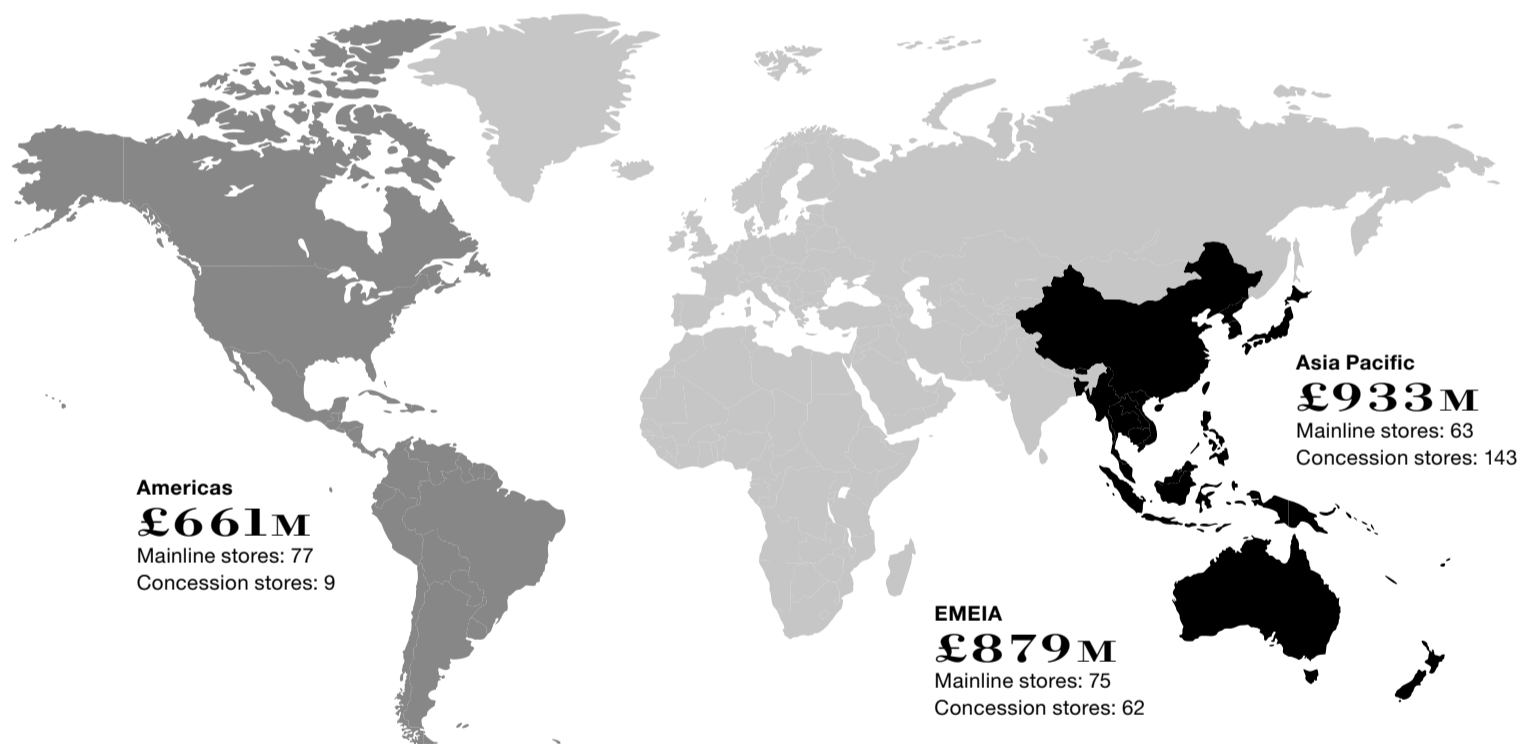 Asia Pacific
£933M
Mainline stores: 63
Concession stores: 143
Americas
£661M
Mainline stores: 77
Concession stores: 9
EMEIA
£879M
Mainline stores: 75
Concession stores: 62